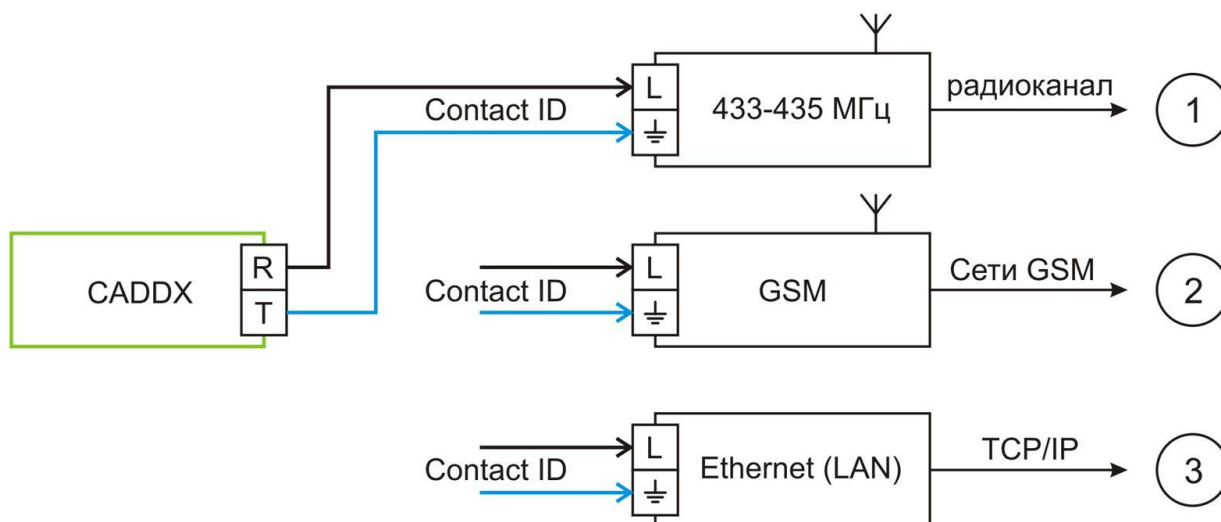 L
433-435 МГц
радиоканал
1
Contact ID
CADDX
R
T
L
GSM
Сети GSM
2
Contact ID
L
Ethernet (LAN)
TCP/IP
3
Contact ID